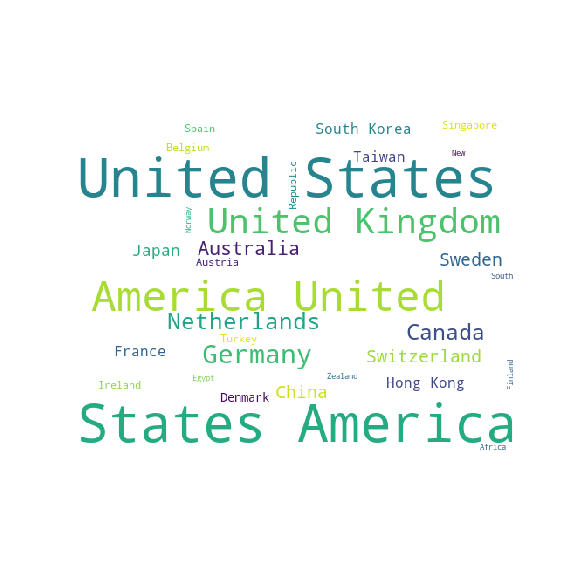 Singapore
Spain
South Korea
Belgium
Taiwan
New
United States
Republic
Norway
United Kingdom
Japan
Australia
Austria
Sweden
South
America United
Netherlands
Canada
Turkey
France
Germany
Switzerland
Finland
Egypt
Zealand
Hong Kong
Ireland
China
Denmark
States America
Africa